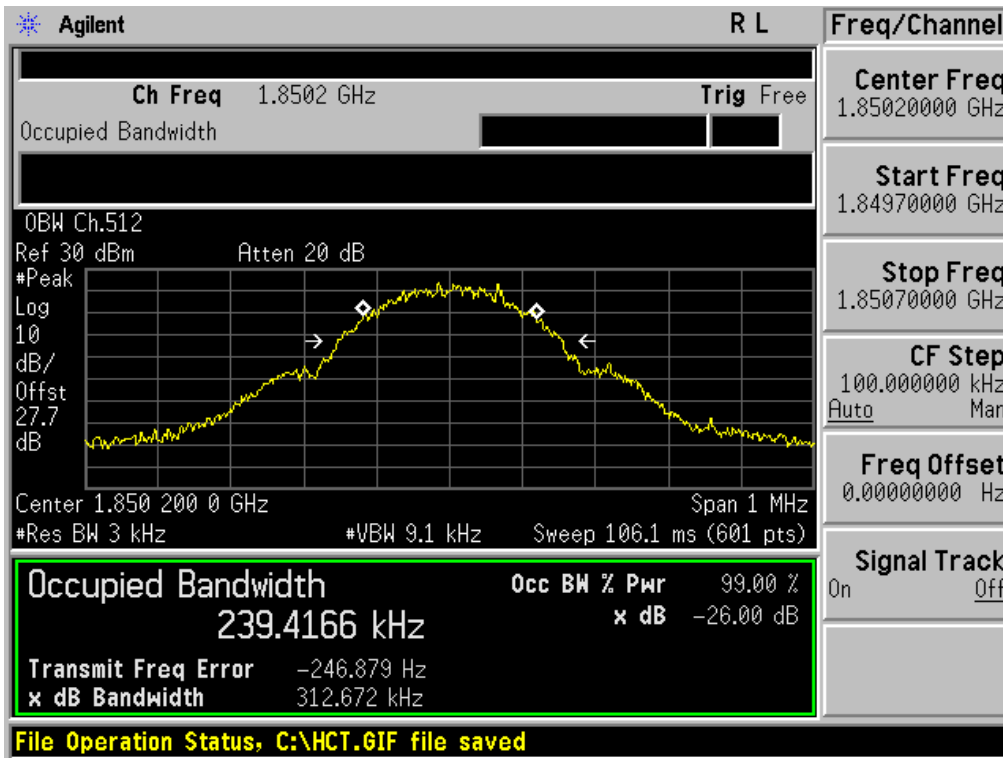 Agilent R L
Ch Freq 1.8502 GHz Trig Free
Occupied Bandwidth
OBW Ch.512
Ref 30 dBm Atten 20 dB
#Peak
Log
10
dB/
Offst
27.7
dB
Center 1.850 200 0 GHz Span 1 MHz
#Res BW 3 kHz #VBW 9.1 kHz Sweep 106.1 ms (601 pts)
Occupied Bandwidth
239.4166 kHz
Occ BW % Pwr 99.00 %
x dB -26.00 dB
Transmit Freq Error -246.879 Hz
x dB Bandwidth 312.672 kHz
File Operation Status, C:\HCT.GIF file saved
Freq/Channel
Center Freq
1.85020000 GHz
Start Freq
1.84970000 GHz
Stop Freq
1.85070000 GHz
CF Step
100.000000 kHz
Auto Man
Freq Offset
0.00000000 Hz
Signal Track
On Off